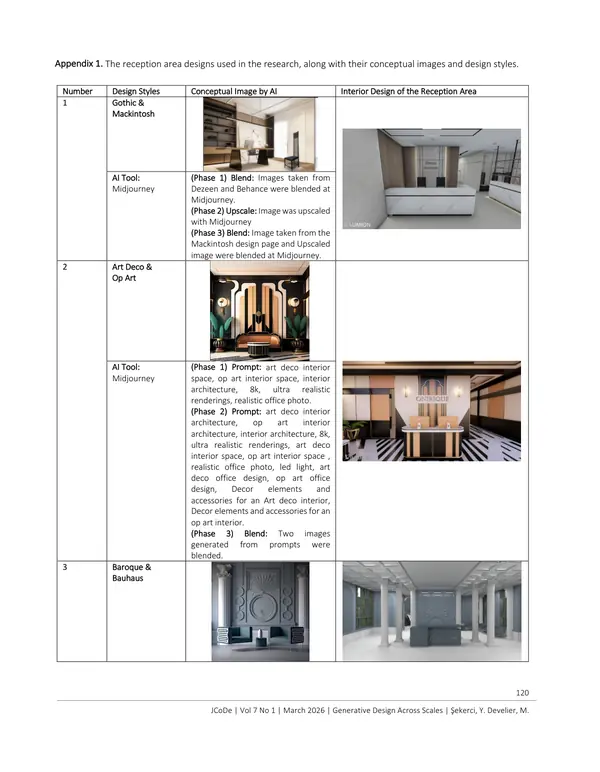 Appendix 1. The reception area designs used in the research, along with their conceptual images and design styles.
Number Design Styles Conceptual Image by AI Interior Design of the Reception Area
1 Gothic &
Mackintosh
AI Tool:
Midjourney
(Phase 1) Blend: Images taken from
Dezeen and Behance were blended at
Midjourney.
(Phase 2) Upscale: Image was upscaled
with Midjourney
(Phase 3) Blend: Image taken from the
Mackintosh design page and Upscaled
image were blended at Midjourney.
2 Art Deco &
Op Art
AI Tool:
Midjourney
(Phase 1) Prompt: art deco interior
space, op art interior space, interior
architecture, 8k, ultra realistic
renderings, realistic office photo.
(Phase 2) Prompt: art deco interior
architecture, op art interior
architecture, interior architecture, 8k,
ultra realistic renderings, art deco
interior space, op art interior space ,
realistic office photo, led light, art
deco office design, op art office
design, Decor elements and
accessories for an Art deco interior,
Decor elements and accessories for an
op art interior.
(Phase 3) Blend: Two images
generated from prompts were
blended.
3 Baroque &
Bauhaus
120
JCoDe | Vol 7 No 1 | March 2026 | Generative Design Across Scales | Şekerci, Y. Develier, M.